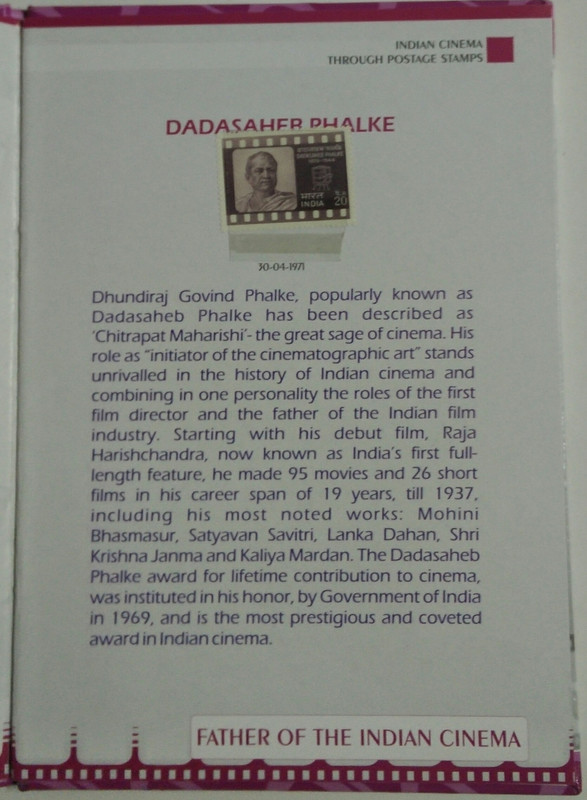 INDIAN CINEMA
THROUGH POSTAGE STAMPS
DADASAHEB PHALKE
1870-1944
भारत
INDIA
20
30-04-1971
Dhundiraj Govind Phalke, popularly known as
Dadasaheb Phalke has been described as
‘Chitrapat Maharishi’- the great sage of cinema. His
role as “initiator of the cinematographic art” stands
unrivalled in the history of Indian cinema and
combining in one personality the roles of the first
film director and the father of the Indian film
industry. Starting with his debut film, Raja
Harishchandra, now known as India’s first full-
length feature, he made 95 movies and 26 short
films in his career span of 19 years, till 1937,
including his most noted works: Mohini
Bhasmasur, Satyavan Savitri, Lanka Dahan, Shri
Krishna Janma and Kaliya Mardan. The Dadasaheb
Phalke award for lifetime contribution to cinema,
was instituted in his honor, by Government of India
in 1969, and is the most prestigious and coveted
award in Indian cinema.
FATHER OF THE INDIAN CINEMA